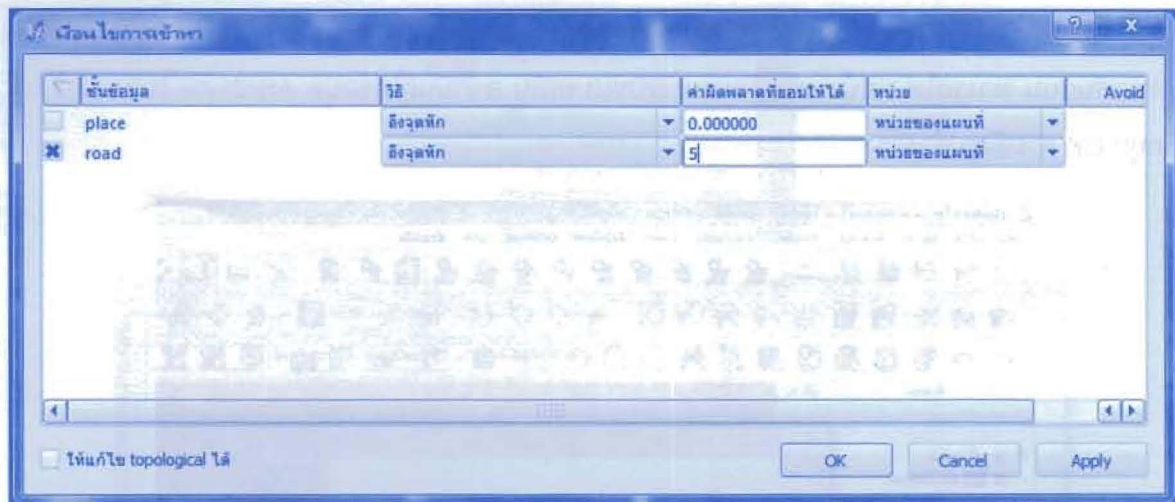 เงื่อนไขการเข้าหา
ชั้นข้อมูล วิธี ค่าผิดพลาดที่ยอมให้ได้ หน่วย Avoid
place ถึงจุดหัก 0.000000 หน่วยของแผนที่
road ถึงจุดหัก 5 หน่วยของแผนที่
ให้แก้ไข topological ได้
OK Cancel Apply